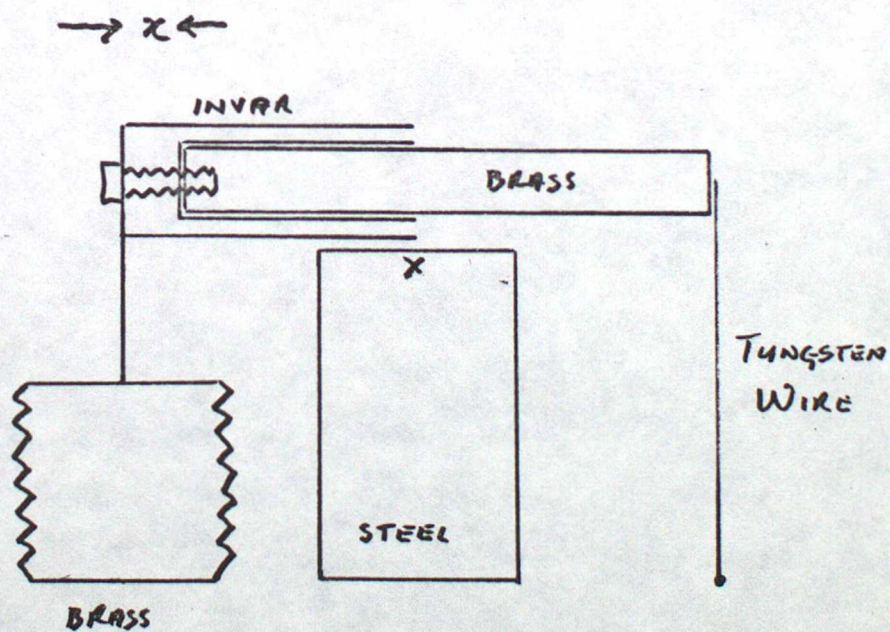 x
INVAR
BRASS
X
TUNGSTEN
WIRE
STEEL
BRASS